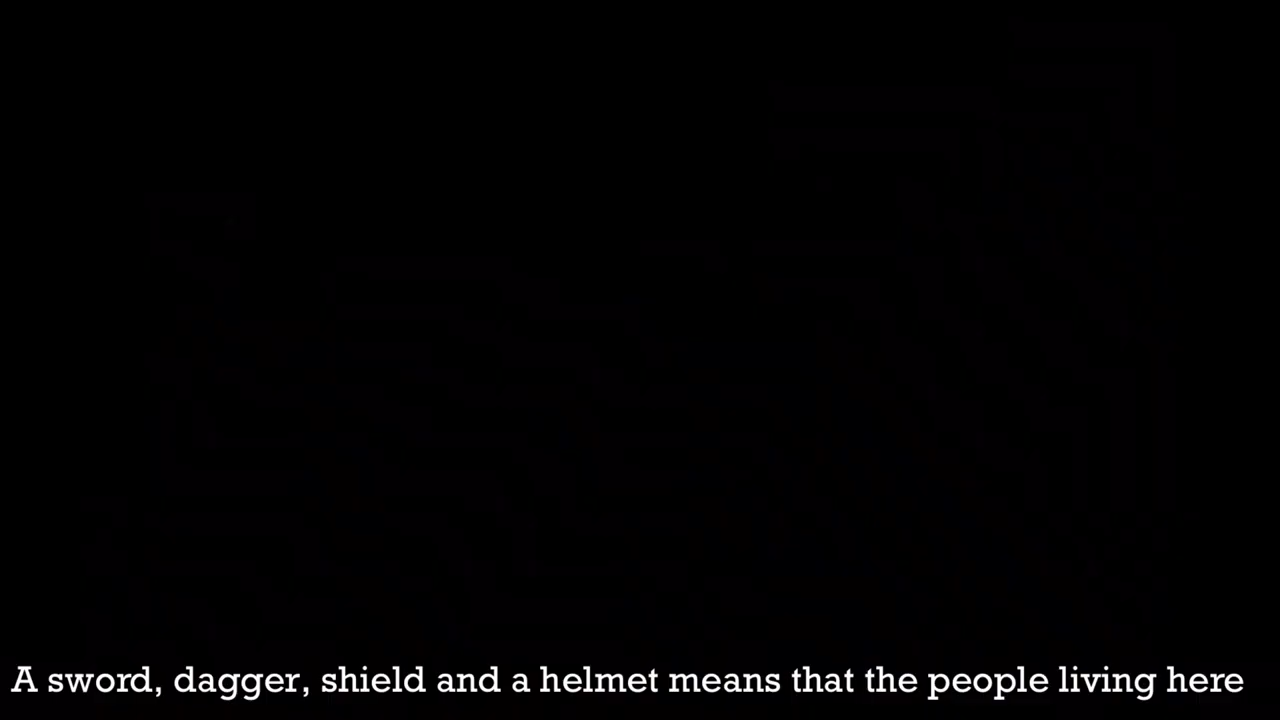 A sword, dagger, shield and a helmet means that the people living here